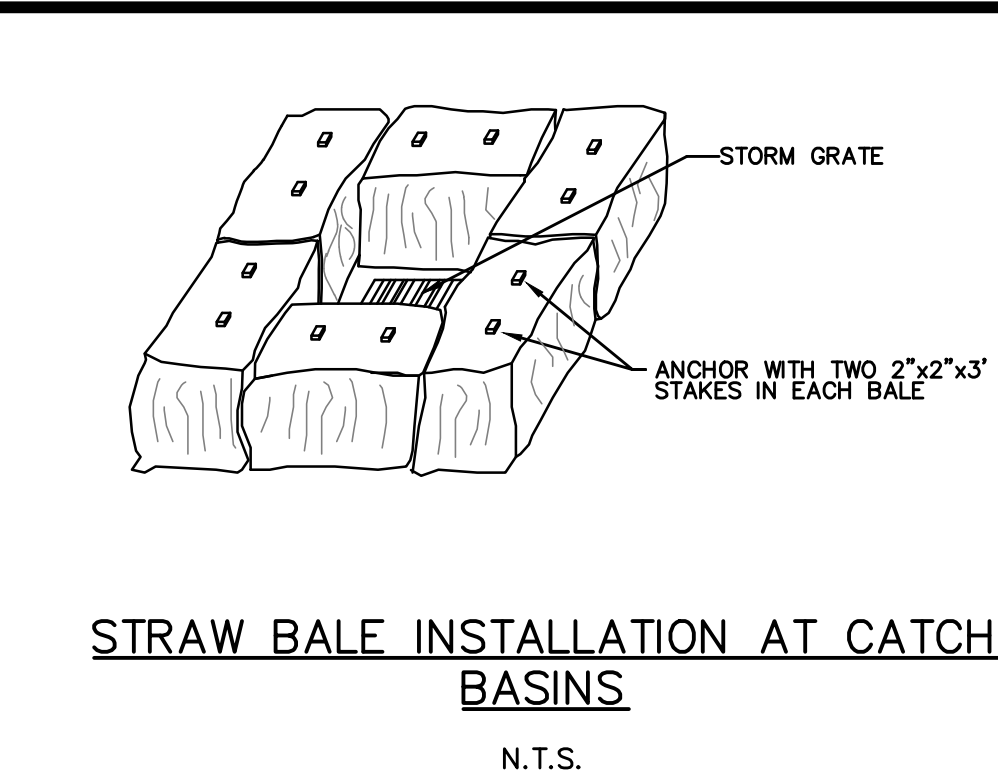 STORM GRATE
ANCHOR WITH TWO 2"x2"x3'
STAKES IN EACH BALE
STRAW BALE INSTALLATION AT CATCH
BASINS
N.T.S.